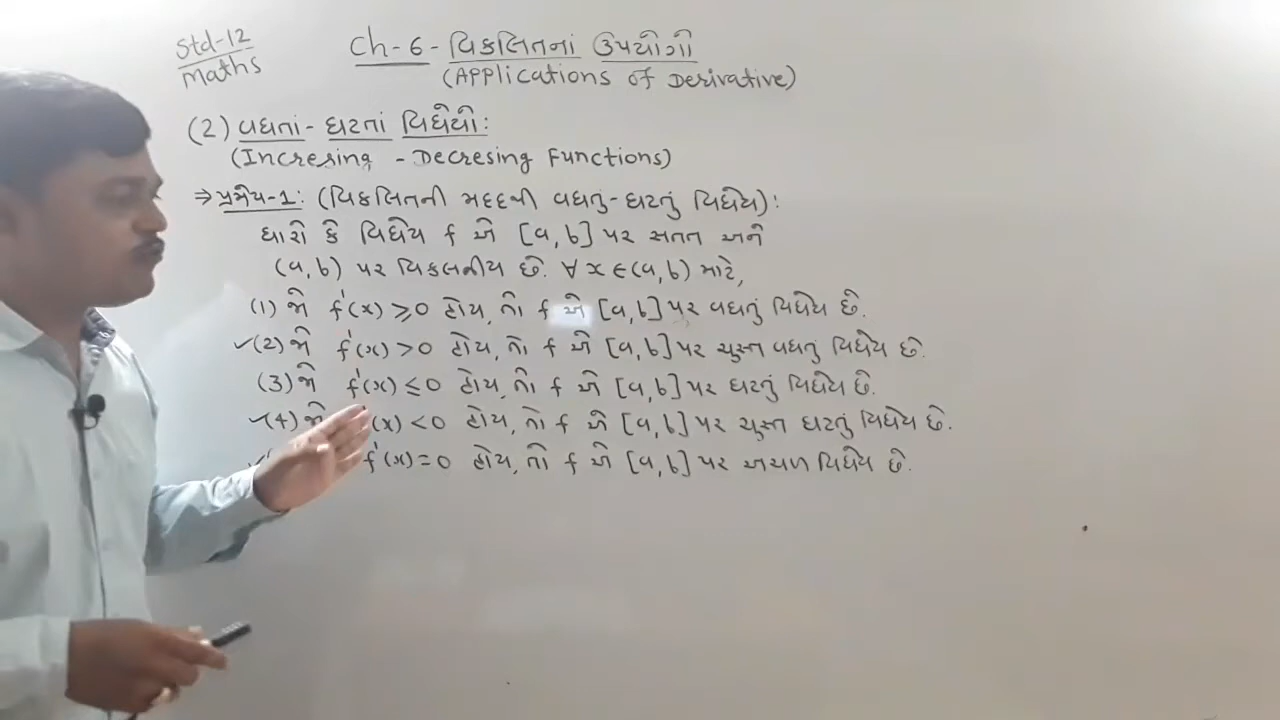 Std-12
Maths
Ch-6-વિકલિતનાં ઉપયોગો
(Applications of Derivative)
(2) વધતાં- ઘટતાં વિધેયો:
(Incresing - Decresing Functions)
⇒ પ્રમેય-1: (વિકલિતની મદદથી વધતું-ઘટતું વિધેય):
ધારો કે વિધેય f એ [a,b] પર સતત અને
(a,b) પર વિકલનીય છે. ∀ x ∈ (a,b) માટે,
(1) જો f'(x) ⩾ 0 હોય, તો f એ [a,b] પર વધતું વિધેય છે.
✓(2) જો f'(x) > 0 હોય, તો f એ [a,b] પર ચુસ્ત વધતું વિધેય છે.
(3) જો f'(x) ≤ 0 હોય, તો f એ [a,b] પર ઘટતું વિધેય છે.
✓(4) જો (x) < 0 હોય, તો f એ [a,b] પર ચુસ્ત ઘટતું વિધેય છે.
f'(x) = 0 હોય, તો f એ [a,b] પર અચળ વિધેય છે.